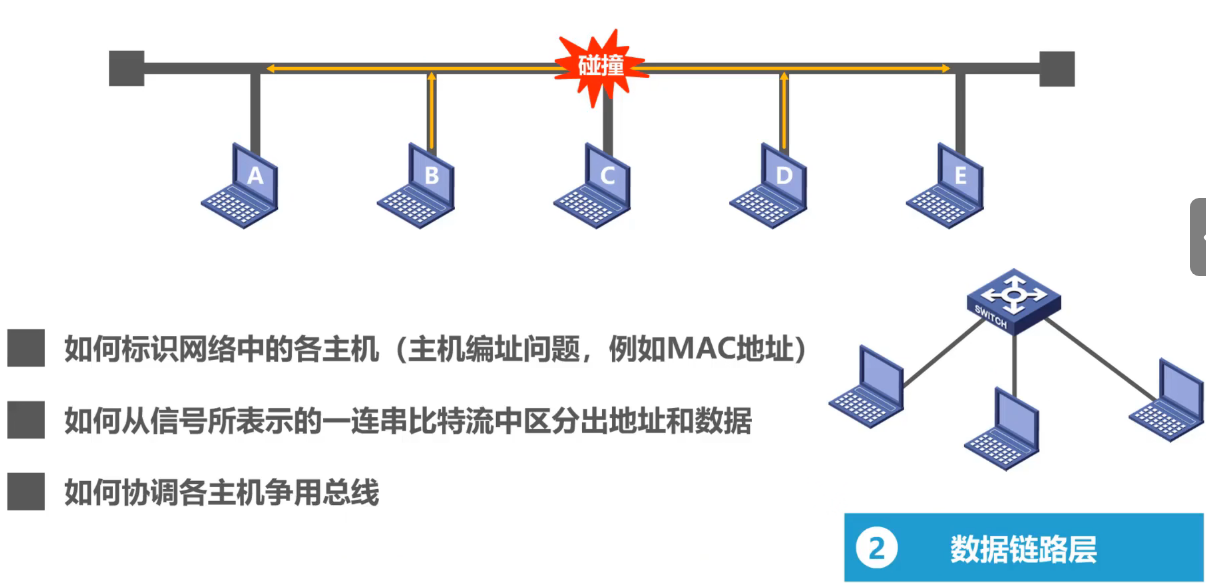 碰撞
A
B
C
D
E
SWITCH
如何标识网络中的各主机（主机编址问题，例如MAC地址）
如何从信号所表示的一连串比特流中区分出地址和数据
如何协调各主机争用总线
2 数据链路层